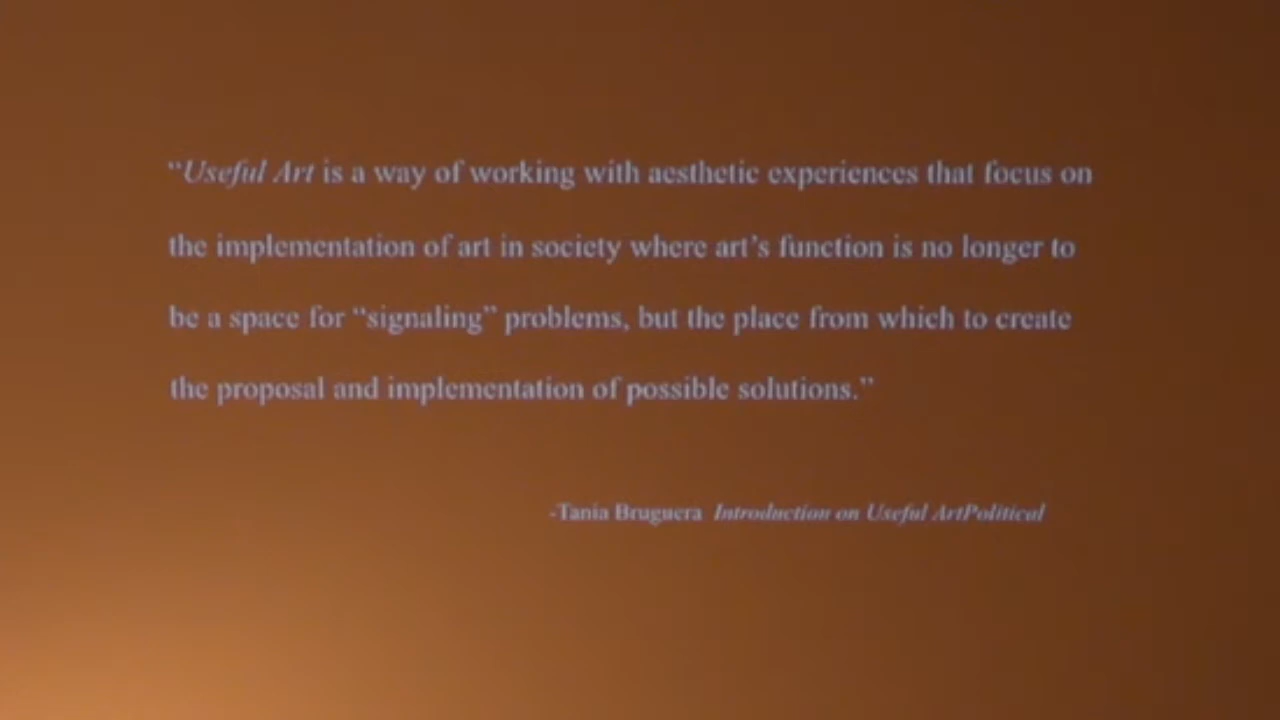 “Useful Art is a way of working with aesthetic experiences that focus on
the implementation of art in society where art’s function is no longer to
be a space for “signaling” problems, but the place from which to create
the proposal and implementation of possible solutions.”
-Tania Bruguera Introduction on Useful ArtPolitical